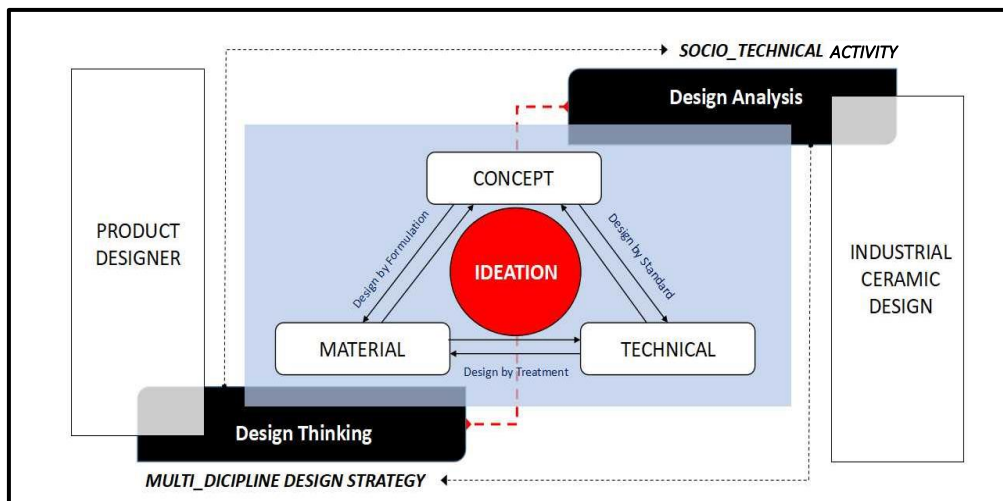 SOCIO_TECHNICAL ACTIVITY
Design Analysis
CONCEPT
PRODUCT
DESIGNER
Design by Formulation
IDEATION
Design by Standard
INDUSTRIAL
CERAMIC
DESIGN
MATERIAL
TECHNICAL
Design by Treatment
Design Thinking
MULTI_DICIPLINE DESIGN STRATEGY